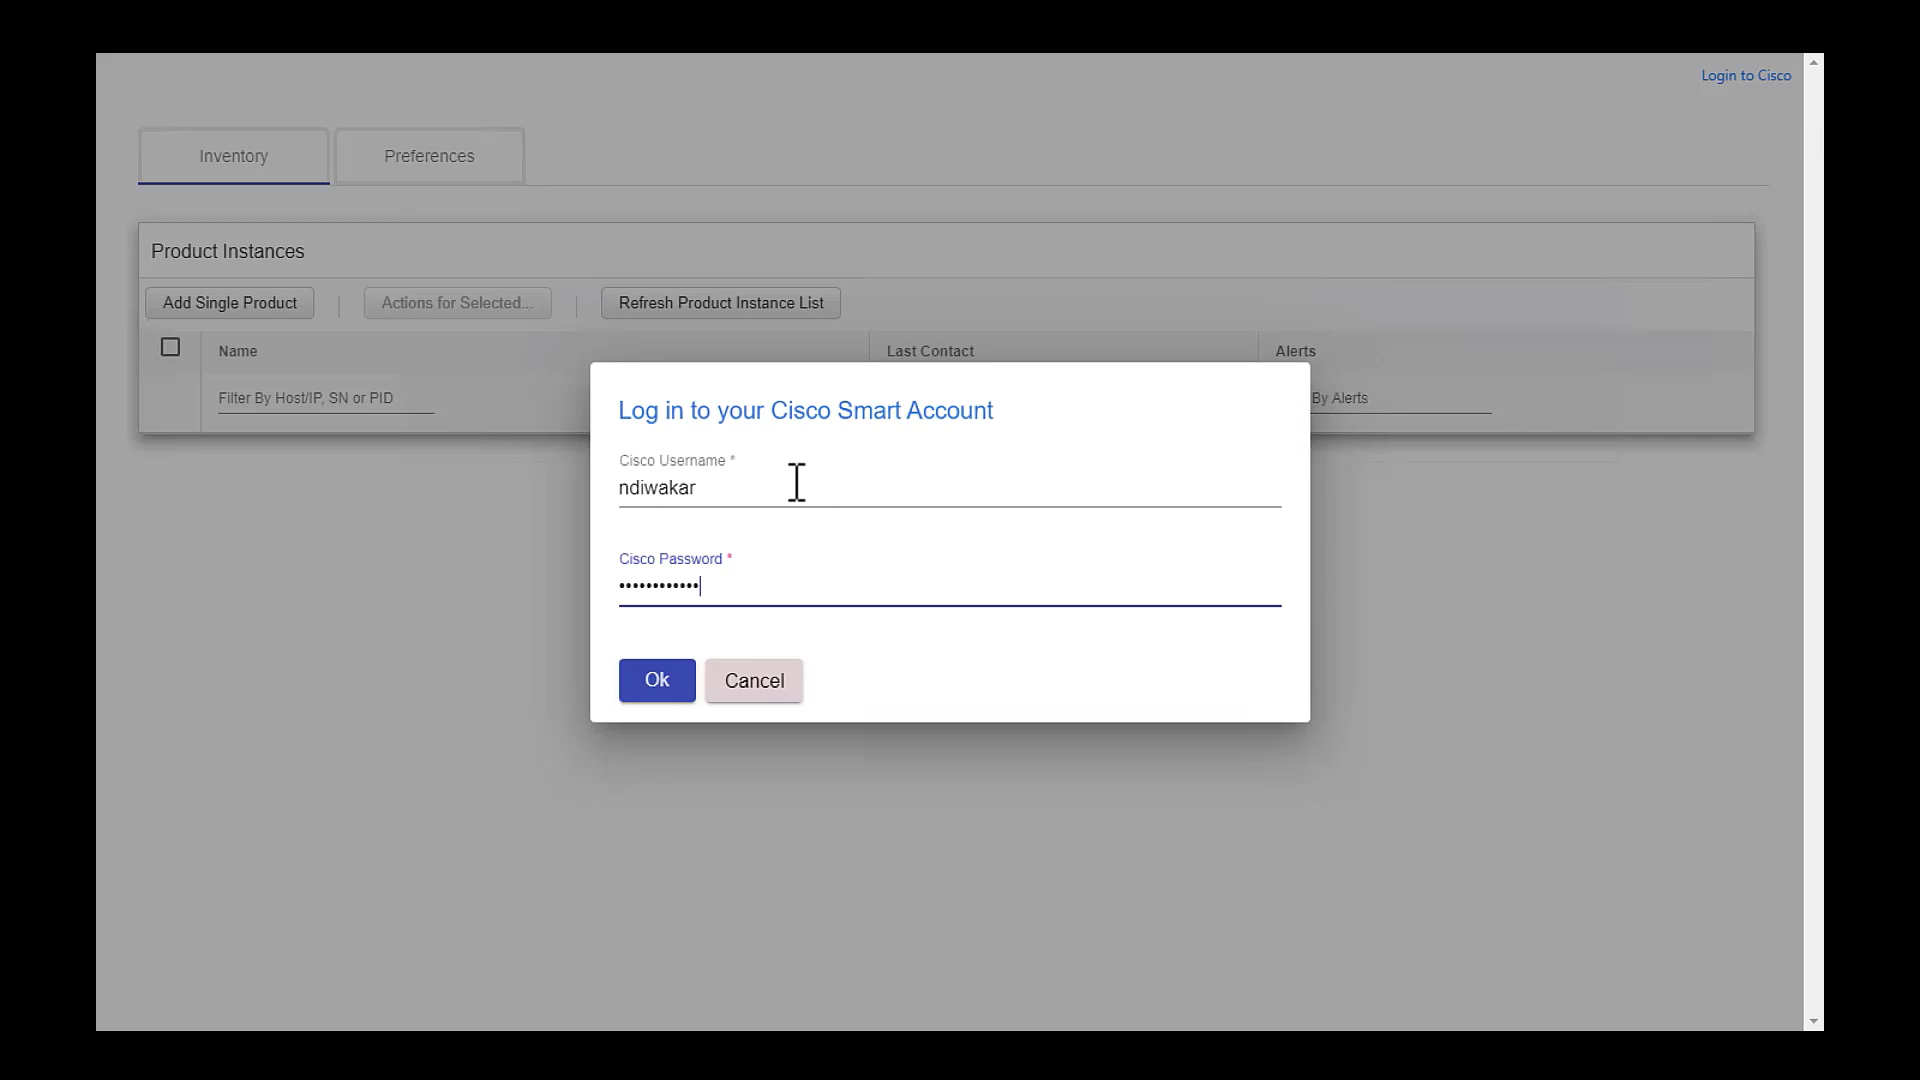 Login to Cisco
Inventory
Preferences
Product Instances
Add Single Product
Actions for Selected...
Refresh Product Instance List
Name
Last Contact
Alerts
Filter By Host/IP, SN or PID
By Alerts
Log in to your Cisco Smart Account
Cisco Username *
ndiwakar
Cisco Password *
••••••••••••
Ok
Cancel